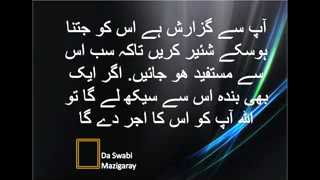 آپ سے گزارش ہے اس کو جتنا
ہوسکے شئیر کریں تاکہ سب اس
سے مستفید ھو جائیں. اگر ایک
بھی بندہ اس سے سیکھ لے گا تو
اللہ آپ کو اس کا اجر دے گا
Da Swabi
Mazigaray